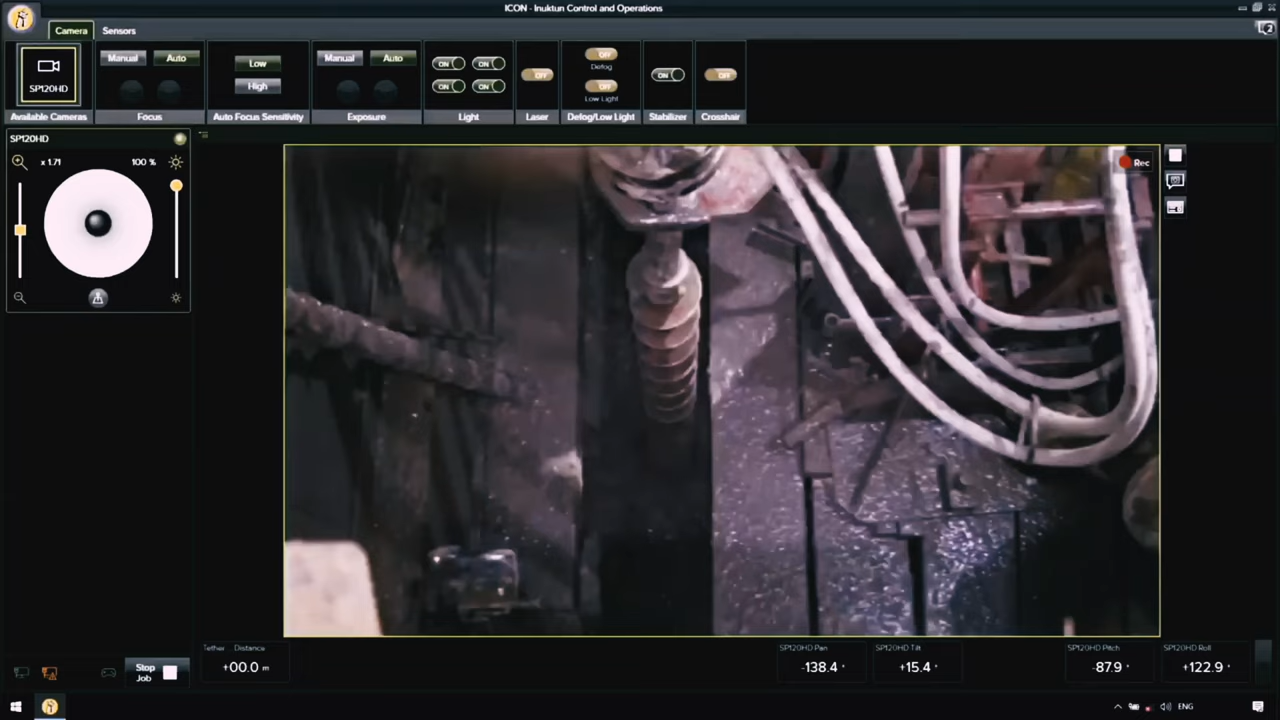 ICON - Inuktun Control and Operations
Camera Sensors
2
SP120HD
Available Cameras
Manual Auto
Focus
Low
High
Auto Focus Sensitivity
Manual Auto
Exposure
ON ON
ON ON
Light
OFF
Laser
OFF
Defog
OFF
Low Light
Defog/Low Light
ON
Stabilizer
OFF
Crosshair
SP120HD
x 1.71 100 %
Rec
Stop
Job
Tether Distance
+00.0 m
SP120HD Pan
-138.4 °
SP120HD Tilt
+15.4 °
SP120HD Pitch
-87.9 °
SP120HD Roll
+122.9 °
ENG